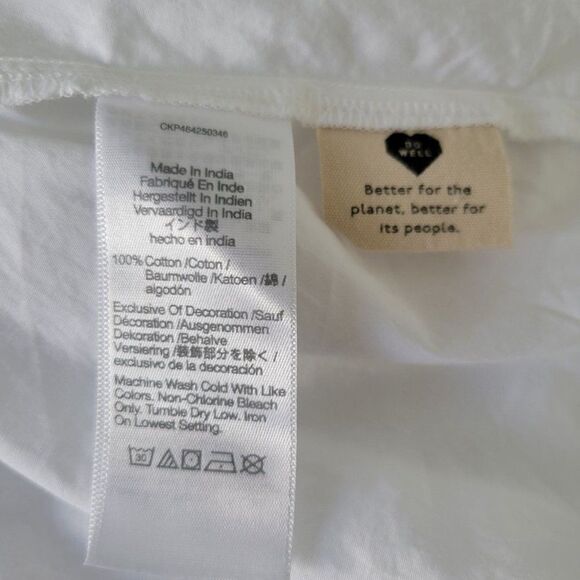 CKP464250346
Made In India
Fabriqué En Inde
Hergestellt In Indien
Vervaardigd In India
インド製
hecho en india
100% Cotton /Coton /
Baumwolle /Katoen /綿 /
algodón
Exclusive Of Decoration /Sauf
Décoration /Ausgenommen
Dekoration /Behalve
Versiering /装飾部分を除く /
exclusivo de la decoración
Machine Wash Cold With Like
Colors. Non-Chlorine Bleach
Only. Tumble Dry Low. Iron
On Lowest Setting.
30
DO
WELL
Better for the
planet, better for
its people.